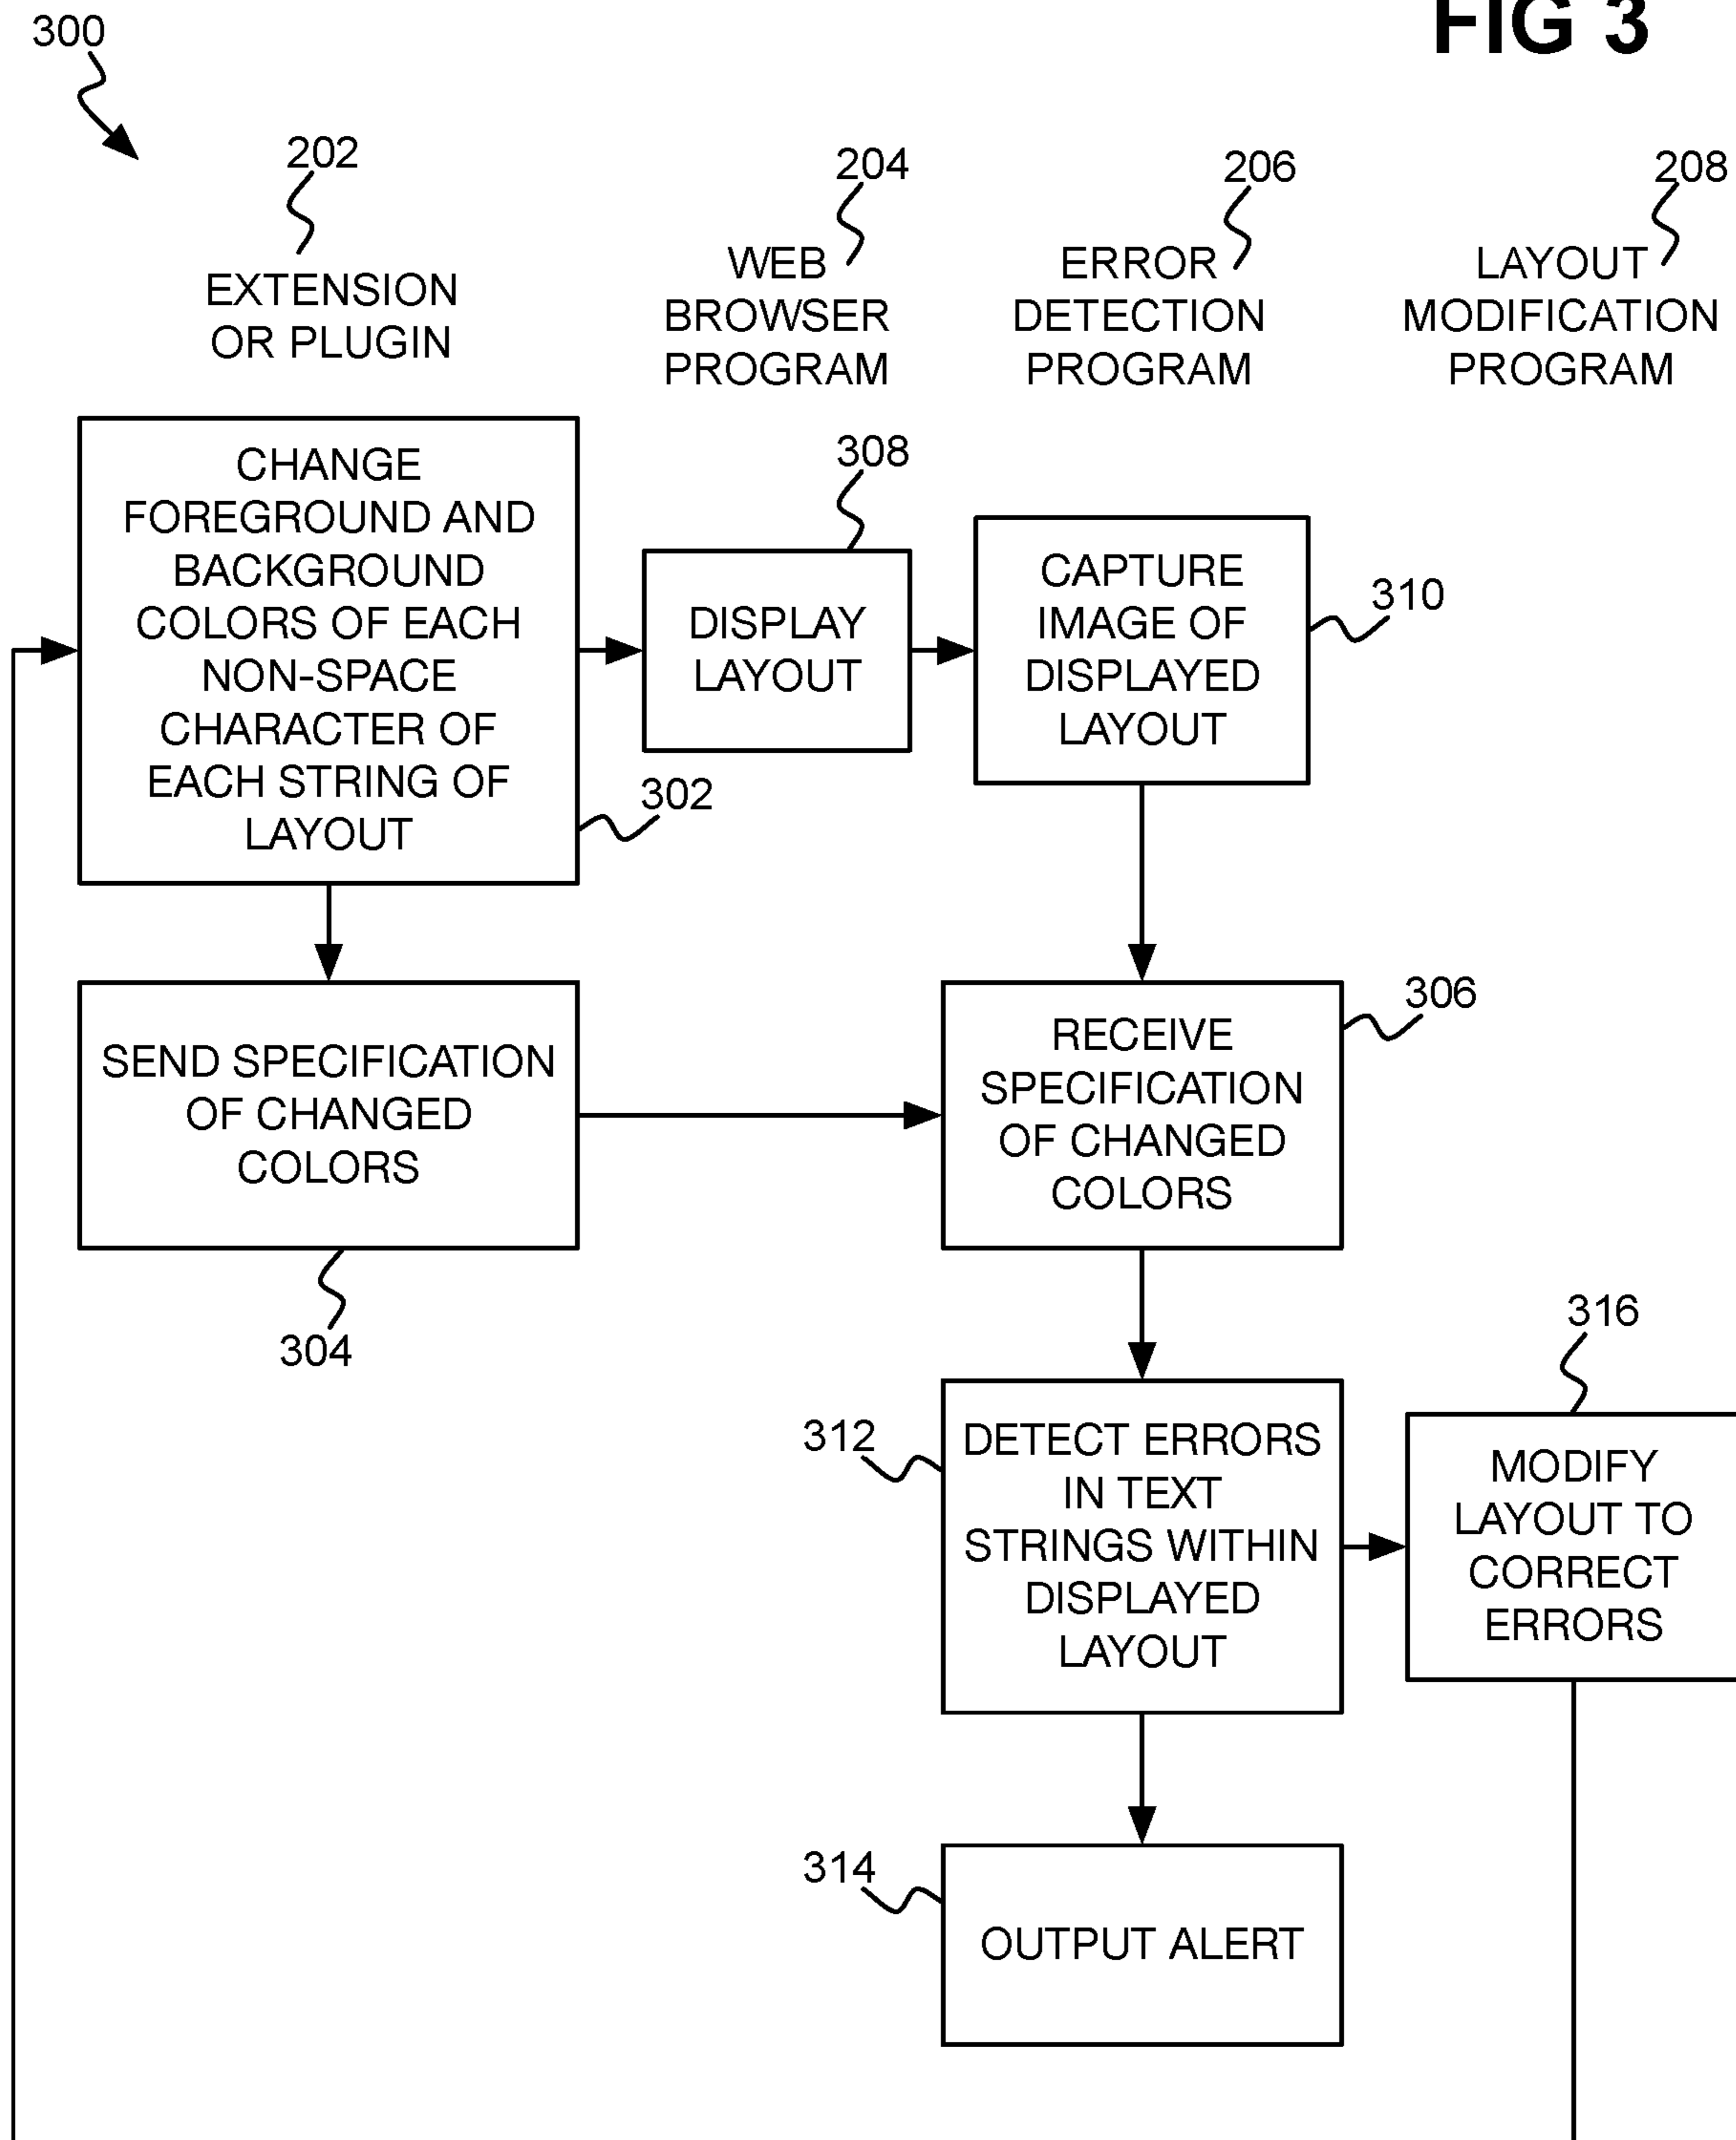 FIG 3
300
202
EXTENSION
OR PLUGIN
204
WEB
BROWSER
PROGRAM
206
ERROR
DETECTION
PROGRAM
208
LAYOUT
MODIFICATION
PROGRAM
CHANGE
FOREGROUND AND
BACKGROUND
COLORS OF EACH
NON-SPACE
CHARACTER OF
EACH STRING OF
LAYOUT
302
308
DISPLAY
LAYOUT
CAPTURE
IMAGE OF
DISPLAYED
LAYOUT
310
SEND SPECIFICATION
OF CHANGED
COLORS
304
RECEIVE
SPECIFICATION
OF CHANGED
COLORS
306
312
DETECT ERRORS
IN TEXT
STRINGS WITHIN
DISPLAYED
LAYOUT
316
MODIFY
LAYOUT TO
CORRECT
ERRORS
314
OUTPUT ALERT